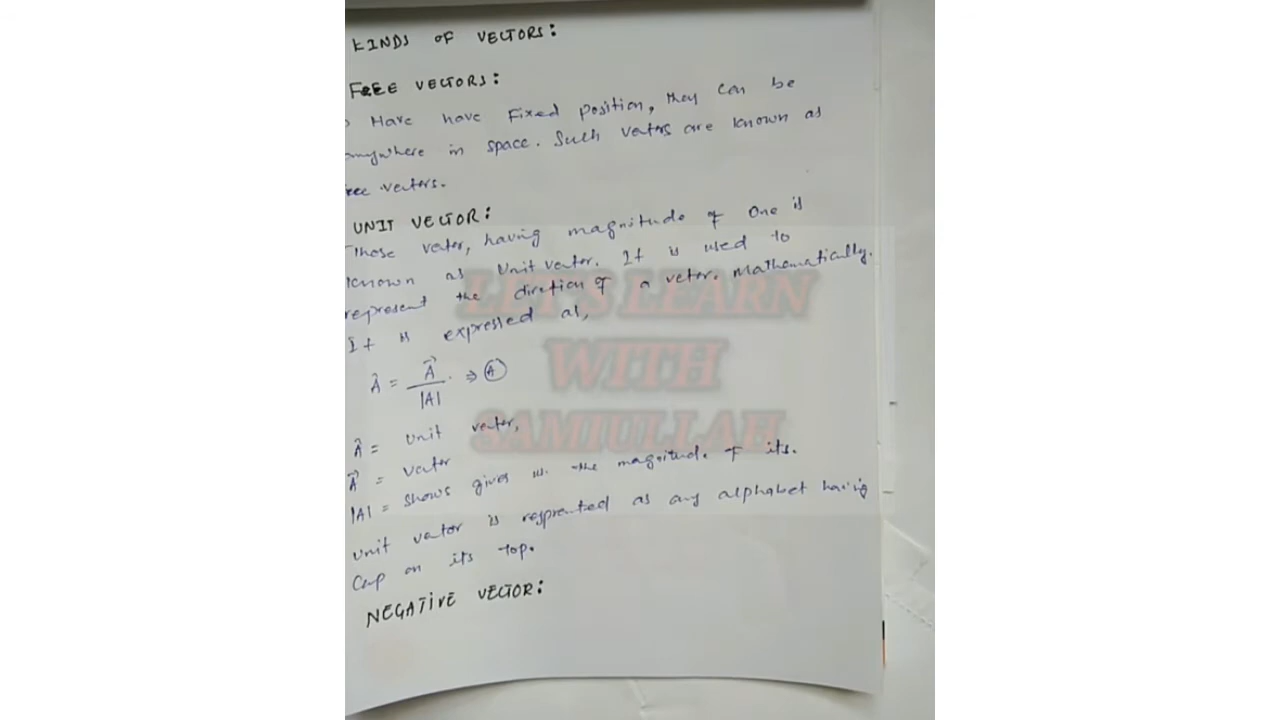 KINDS OF VECTORS:
FREE VECTORS:
have Fixed position, they can be
anywhere in space. Such vectors are known as
vectors.
UNIT VECTOR:
Those vector, having magnitude of One is
known as Unit vector. It is used to
represent the direction of a vector. Mathematically.
It is expressed as,
Â = A⃗ / |A| ⇒ Ⓐ
Â = Unit vector,
A⃗ = vector
|A| = shows gives us the magnitude of its.
Unit vector is as any alphabet having
Cap on its top.
NEGATIVE VECTOR:
LET'S LEARN
WITH
SAMIULLAH